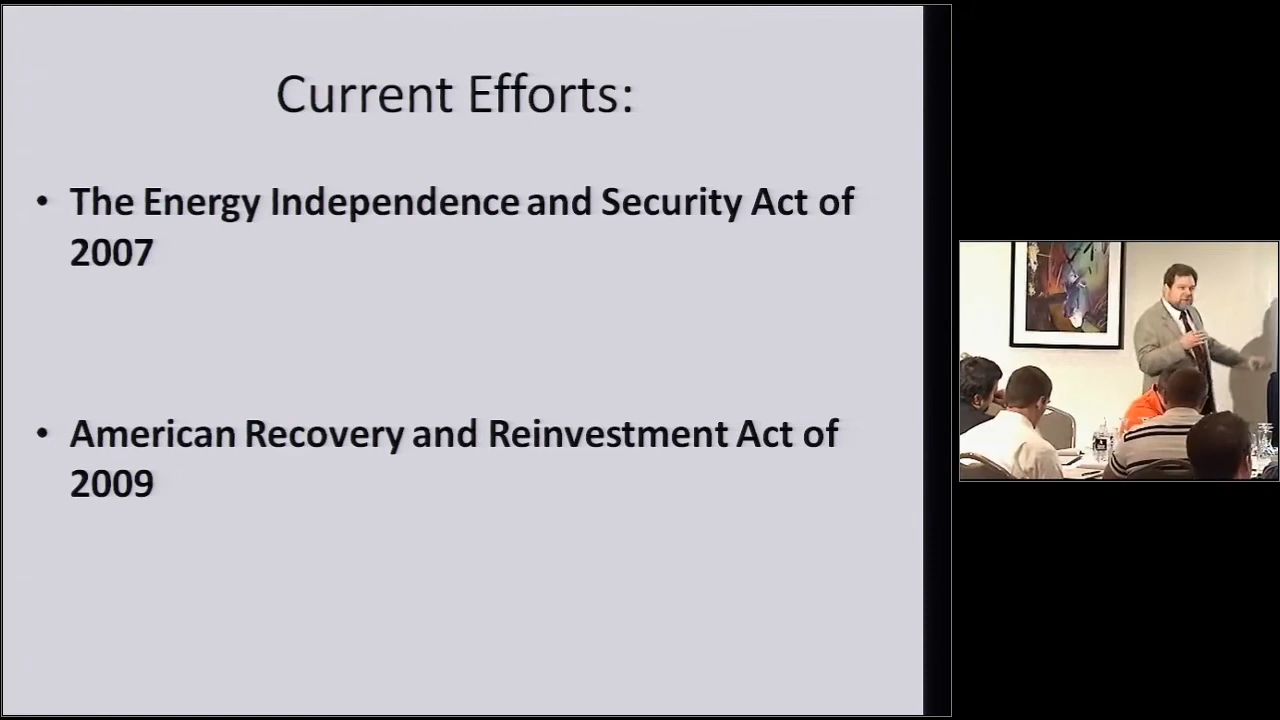 Current Efforts:
• The Energy Independence and Security Act of
2007
• American Recovery and Reinvestment Act of
2009